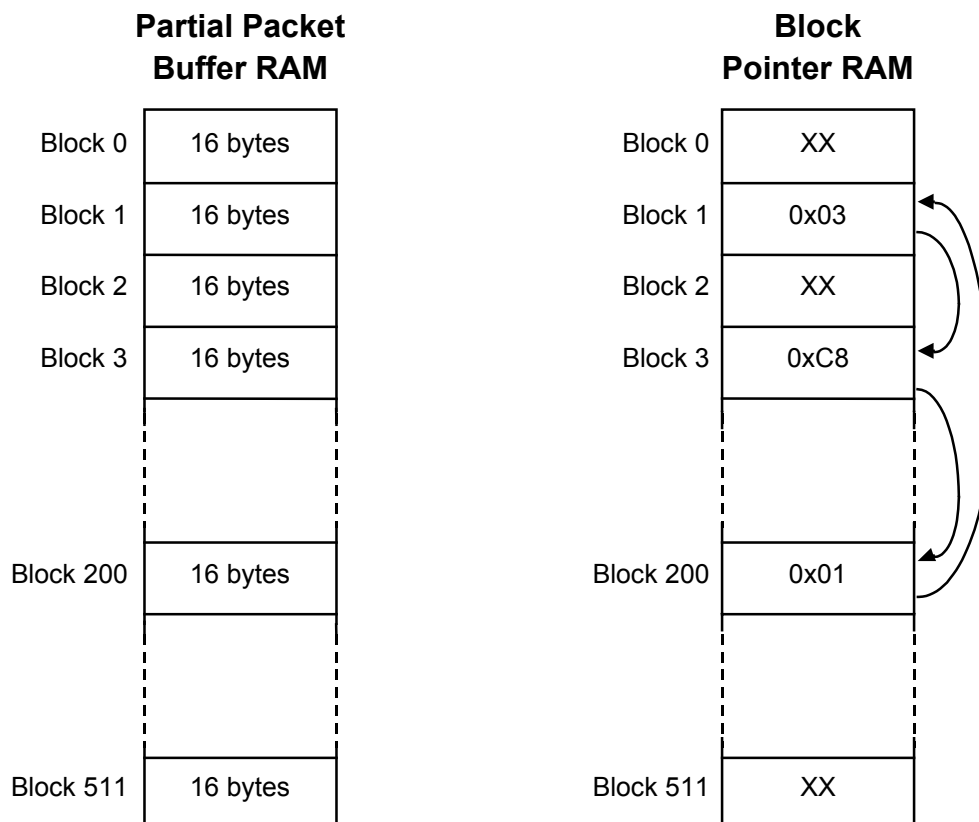 Partial Packet
Buffer RAM
Block 0 16 bytes
Block 1 16 bytes
Block 2 16 bytes
Block 3 16 bytes
Block 200 16 bytes
Block 511 16 bytes
Block
Pointer RAM
Block 0 XX
Block 1 0x03
Block 2 XX
Block 3 0xC8
Block 200 0x01
Block 511 XX